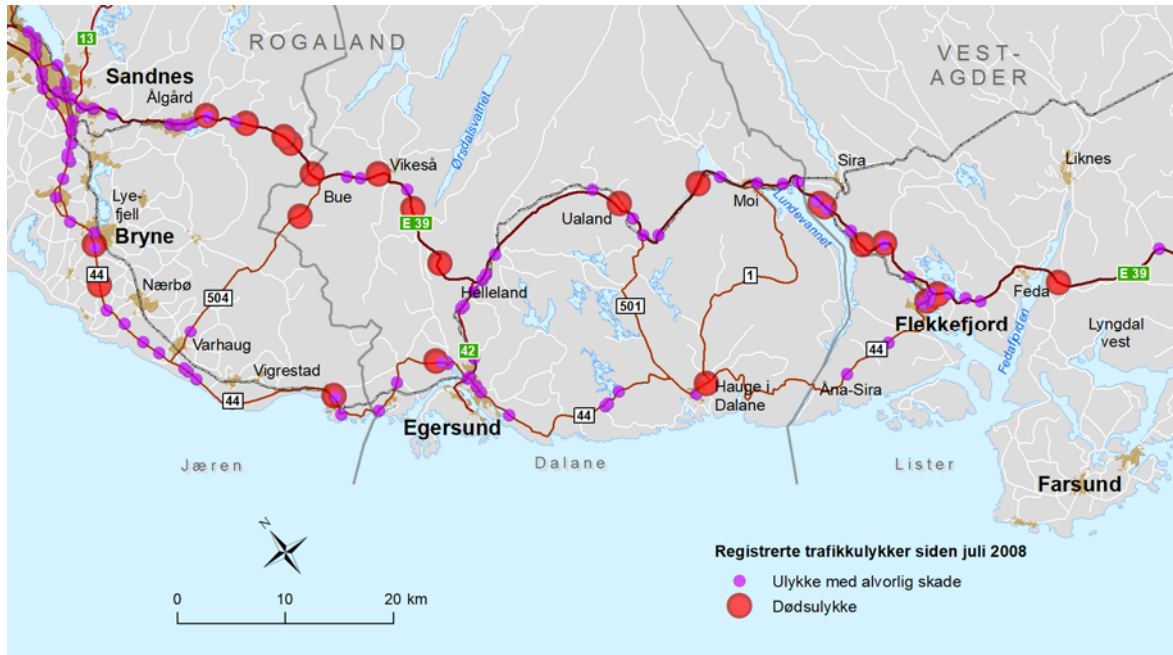 ROGALAND
VEST-
AGDER
13
Sandnes
Ålgård
Ørsdalsvatnet
Vikeså
Sira
Liknes
Lye-
fjell
Bue
Ualand
Moi
Lundevannet
E 39
Bryne
44
1
E 39
Nærbø
504
Helleland
501
Feda
Flekkefjord
Fedafjorden
Lyngdal
vest
Varhaug
42
44
Vigrestad
Hauge i
Dalane
Åna-Sira
44
Egersund
44
Jæren
Dalane
Lister
Farsund
N
Registrerte trafikkulykker siden juli 2008
Ulykke med alvorlig skade
Dødsulykke
0 10 20 km